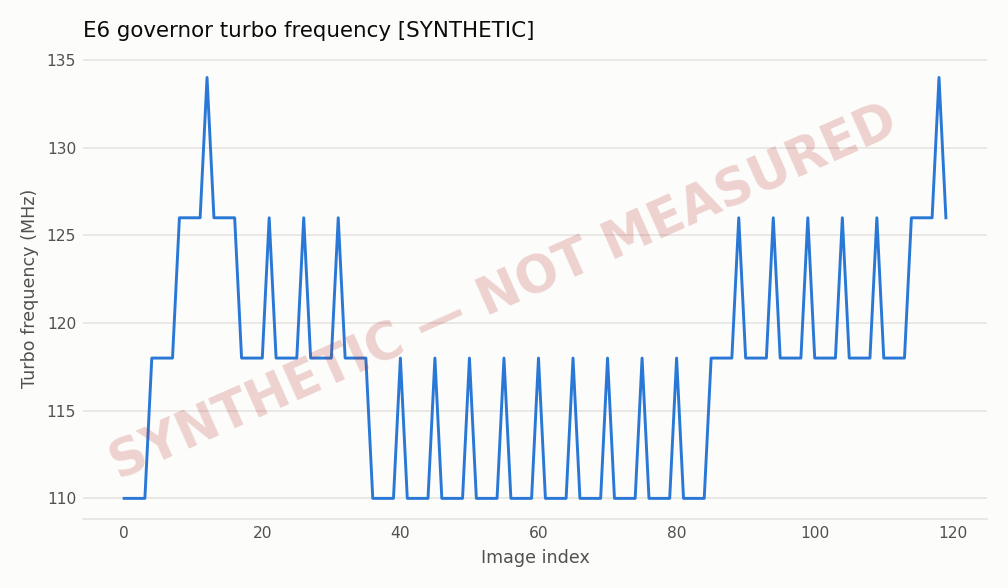 E6 governor turbo frequency [SYNTHETIC]
135
130
125
120
115
110
Turbo frequency (MHz)
SYNTHETIC — NOT MEASURED
0 20 40 60 80 100 120
Image index